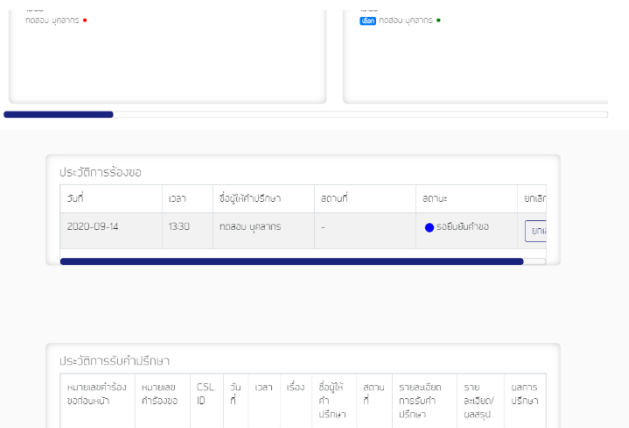 ทดสอบ บุคลากร
เลือก ทดสอบ บุคลากร
ประวัติการร้องขอ
วันที่ เวลา ชื่อผู้ให้คำปรึกษา สถานที่ สถานะ ยกเลิก
2020-09-14 13:30 ทดสอบ บุคลากร - รอยืนยันคำขอ
ประวัติการรับคำปรึกษา
หมายเลขคำร้อง หมายเลข CSL วัน เวลา เรื่อง ชื่อผู้ให้ สถาน รายละเอียด ราย ผลการ
ขอก่อนหน้า คำร้องขอ ID ที่ คำ ที่ การรับคำ ละเอียด/ ปรึกษา
ปรึกษา ปรึกษา ผลสรุป